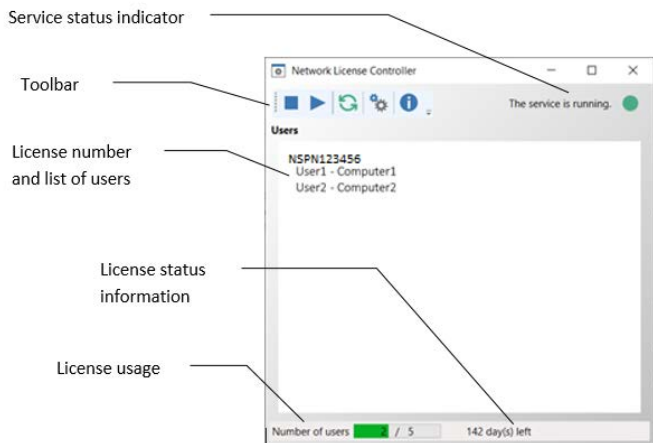 Service status indicator
Network License Controller
Toolbar
The service is running.
Users
License number
and list of users
NSPN123456
User1 - Computer1
User2 - Computer2
License status
information
License usage
Number of users 2 / 5 142 day(s) left